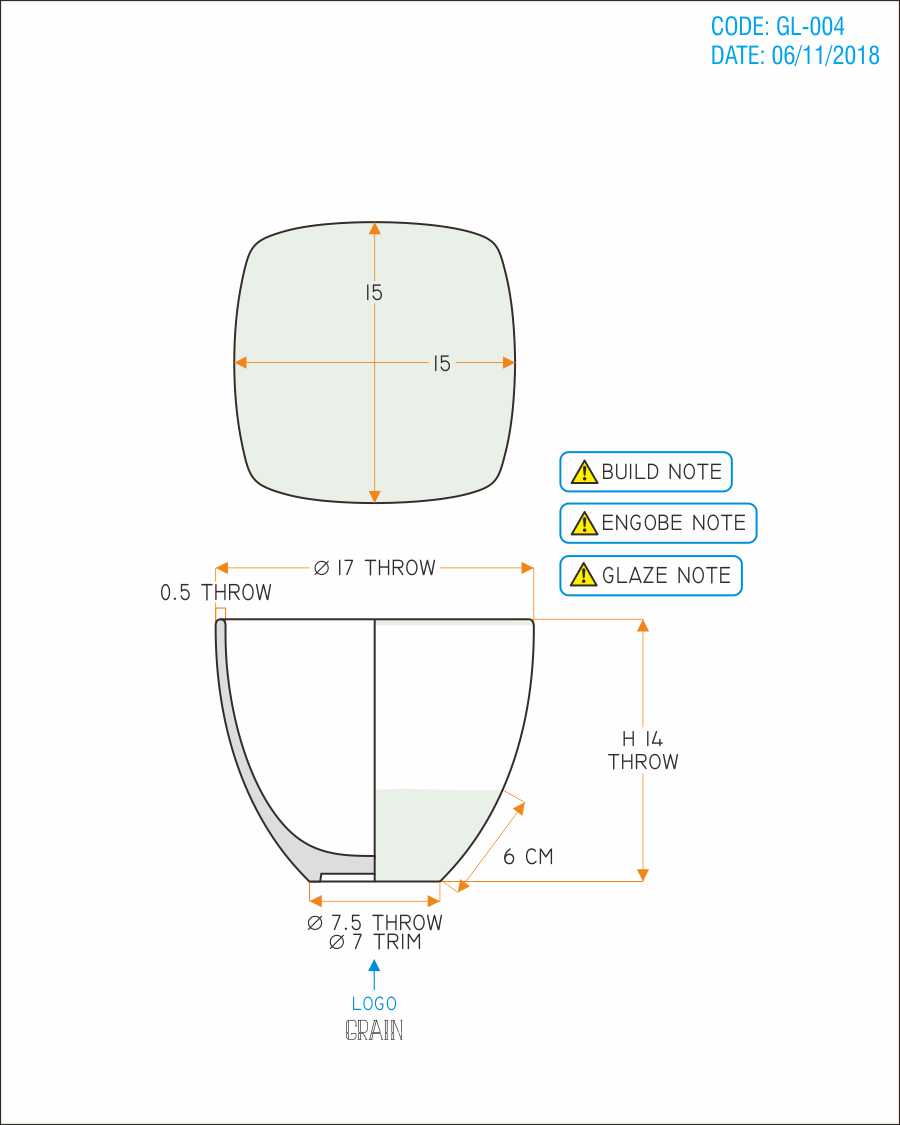 CODE: GL-004
DATE: 06/11/2018
15
15
BUILD NOTE
ENGOBE NOTE
Ø 17 THROW
GLAZE NOTE
0.5 THROW
H 14
THROW
6 CM
Ø 7.5 THROW
Ø 7 TRIM
LOGO
GRAIN